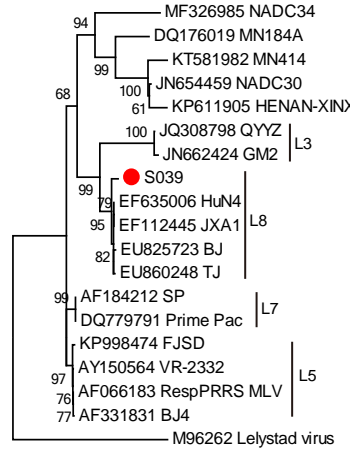 94
MF326985 NADC34
DQ176019 MN184A
99
KT581982 MN414
JN654459 NADC30
100
61
KP611905 HENAN-XINX
68
100
JQ308798 QYYZ
JN662424 GM2
L3
99
S039
79
EF635006 HuN4
95
EF112445 JXA1
L8
EU825723 BJ
82
EU860248 TJ
99
AF184212 SP
DQ779791 Prime Pac
L7
KP998474 FJSD
97
AY150564 VR-2332
L5
76
AF066183 RespPRRS MLV
77
AF331831 BJ4
M96262 Lelystad virus